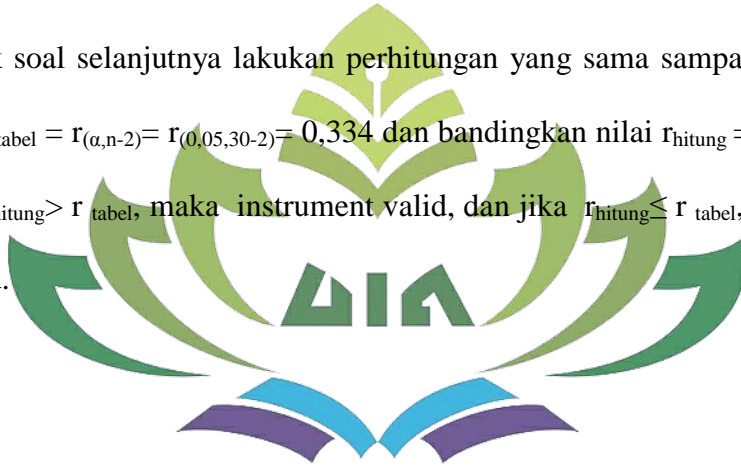 soal selanjutnya lakukan perhitungan yang sama
tabel = r(α,n-2)= r(0,05,30-2)= 0,334 dan bandingkan nilai rhitung =
hitung> r tabel, maka instrument valid, dan jika rhitung≤ r tabel,
UIN